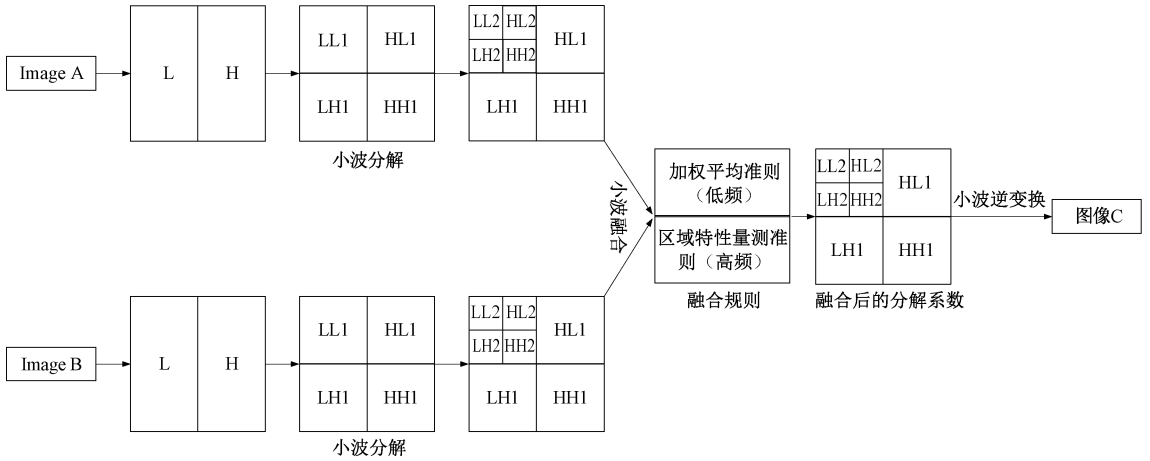 Image A
L H
LL1 HL1
LH1 HH1
小波分解
LL2 HL2
LH2 HH2
HL1
LH1 HH1
小波融合
加权平均准则
（低频）
区域特性量测准
则（高频）
融合规则
LL2 HL2
LH2 HH2
HL1
LH1 HH1
融合后的分解系数
小波逆变换
图像C
Image B
L H
LL1 HL1
LH1 HH1
小波分解
LL2 HL2
LH2 HH2
HL1
LH1 HH1